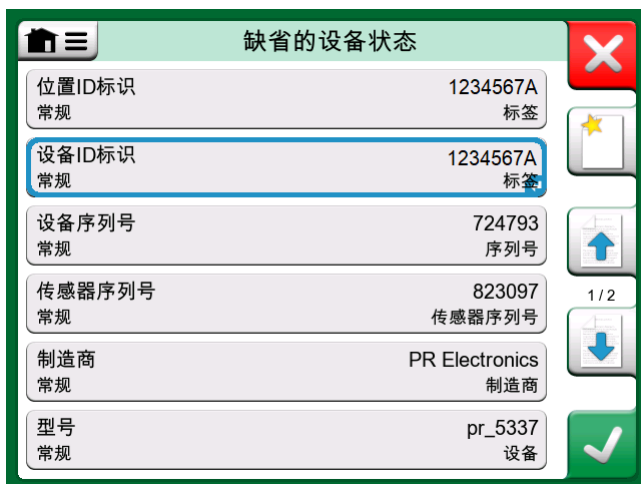 缺省的设备状态
位置ID标识 1234567A
常规 标签
设备ID标识 1234567A
常规 标签
设备序列号 724793
常规 序列号
传感器序列号 823097
常规 传感器序列号
1 / 2
制造商 PR Electronics
常规 制造商
型号 pr_5337
常规 设备